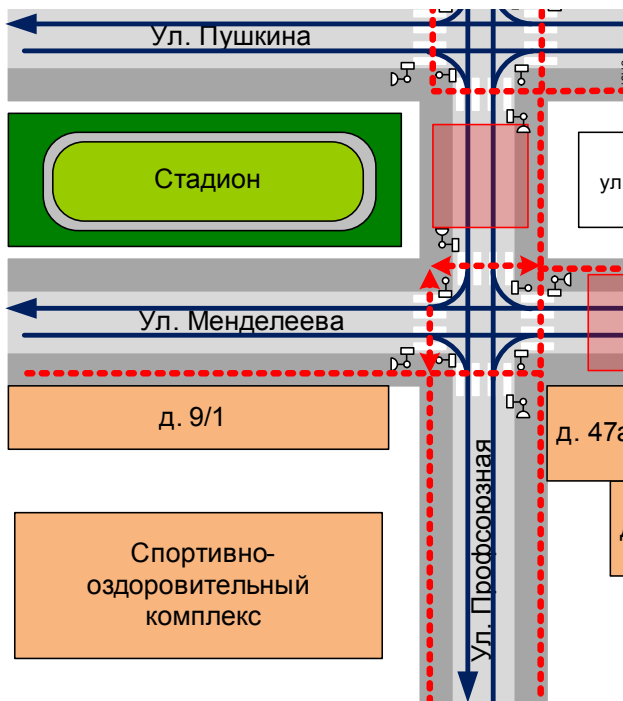 Ул. Пушкина
Стадион
ул
Ул. Менделеева
д. 9/1
д. 47а
Ул. Профсоюзная
Спортивно-
оздоровительный
комплекс